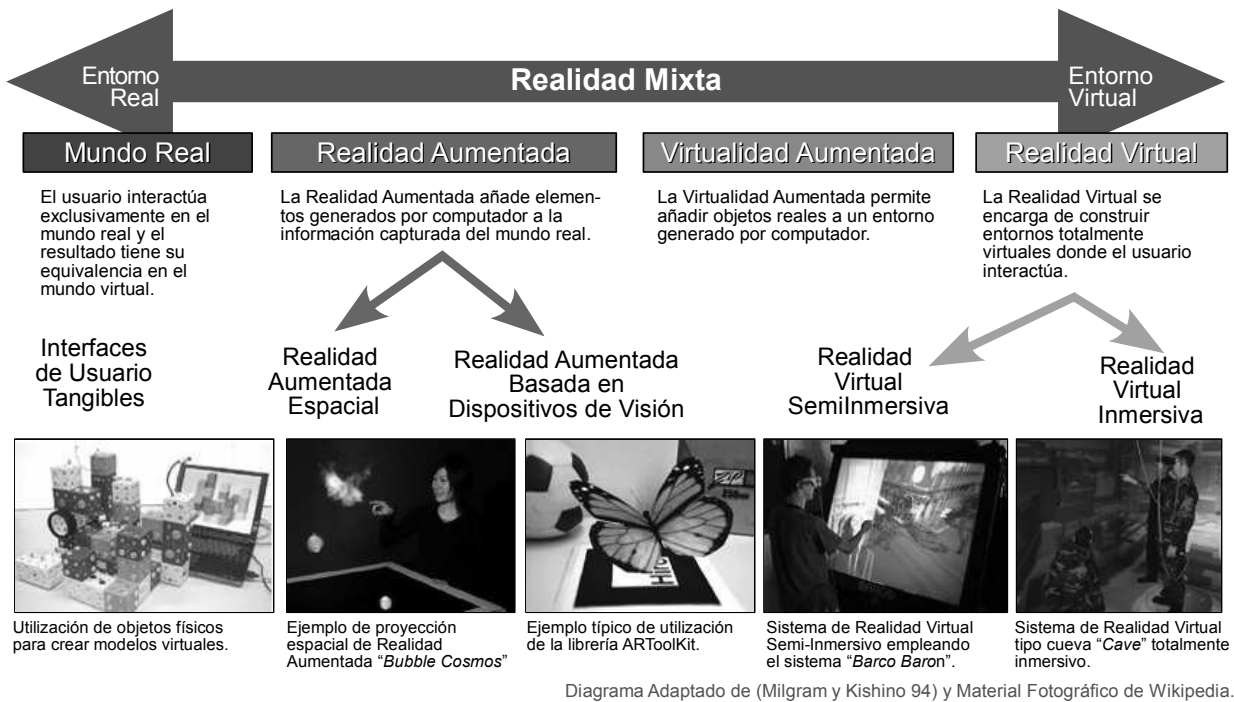 Entorno
Real
Realidad Mixta
Entorno
Virtual
Mundo Real
Realidad Aumentada
Virtualidad Aumentada
Realidad Virtual
El usuario interactúa
exclusivamente en el
mundo real y el
resultado tiene su
equivalencia en el
mundo virtual.
La Realidad Aumentada añade elemen-
tos generados por computador a la
información capturada del mundo real.
La Virtualidad Aumentada permite
añadir objetos reales a un entorno
generado por computador.
La Realidad Virtual se
encarga de construir
entornos totalmente
virtuales donde el usuario
interactúa.
Interfaces
de Usuario
Tangibles
Realidad
Aumentada
Espacial
Realidad Aumentada
Basada en
Dispositivos de Visión
Realidad
Virtual
SemiInmersiva
Realidad
Virtual
Inmersiva
Utilización de objetos físicos
para crear modelos virtuales.
Ejemplo de proyección
espacial de Realidad
Aumentada “Bubble Cosmos”
Ejemplo típico de utilización
de la librería ARToolKit.
Sistema de Realidad Virtual
Semi-Inmersivo empleando
el sistema “Barco Baron”.
Sistema de Realidad Virtual
tipo cueva “Cave” totalmente
inmersivo.
Diagrama Adaptado de (Milgram y Kishino 94) y Material Fotográfico de Wikipedia.